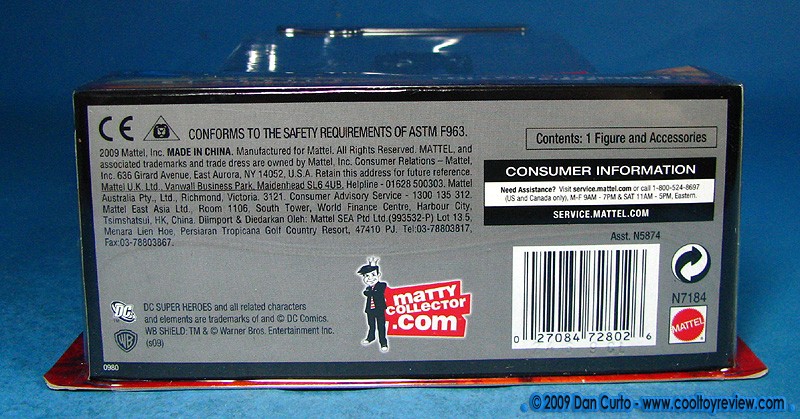 CE CONFORMS TO THE SAFETY REQUIREMENTS OF ASTM F963.
2009 Mattel, Inc. MADE IN CHINA. Manufactured for Mattel. All Rights Reserved. MATTEL, and
associated trademarks and trade dress are owned by Mattel, Inc. Consumer Relations – Mattel,
Inc. 636 Girard Avenue, East Aurora, NY 14052, U.S.A. Retain this address for future reference.
Mattel U.K. Ltd., Vanwall Business Park, Maidenhead SL6 4UB. Helpline - 01628 500303. Mattel
Australia Pty., Ltd., Richmond, Victoria. 3121. Consumer Advisory Service - 1300 135 312.
Mattel East Asia Ltd., Room 1106, South Tower, World Finance Centre, Harbour City,
Tsimshatsui, HK, China. Diimport & Diedarkan Oleh: Mattel SEA Ptd Ltd.(993532-P) Lot 13.5,
Menara Lien Hoe, Persiaran Tropicana Golf Country Resort, 47410 PJ. Tel:03-78803817,
Fax:03-78803867.
Contents: 1 Figure and Accessories
CONSUMER INFORMATION
Need Assistance? Visit service.mattel.com or call 1-800-524-8697
(US and Canada only), M-F 9AM - 7PM & SAT 11AM - 5PM, Eastern.
SERVICE.MATTEL.COM
Asst. N5874
N7184
MATTEL
0 27084 72802 6
matty
COLLECTOR
.com
DC
DC SUPER HEROES and all related characters
and elements are trademarks of and © DC Comics.
WB
WB SHIELD: TM & © Warner Bros. Entertainment Inc.
(s09)
0980
© 2009 Dan Curto - www.cooltoyreview.com